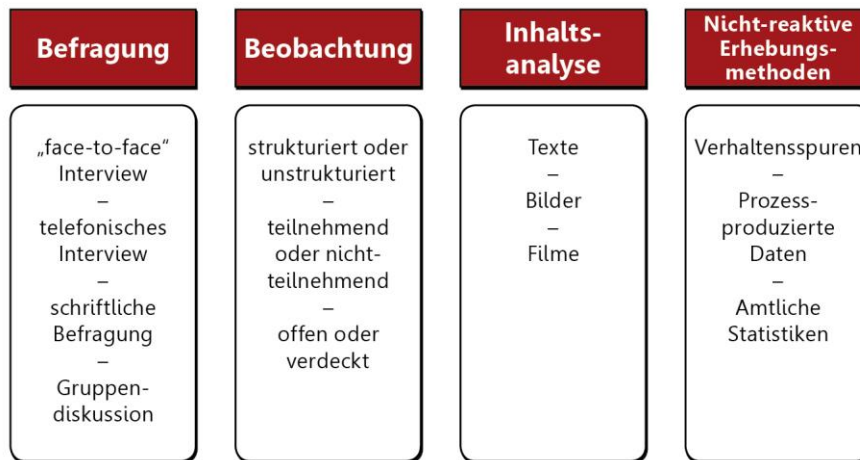 Befragung
„face-to-face“
Interview
–
telefonisches
Interview
–
schriftliche
Befragung
–
Gruppen-
diskussion
Beobachtung
strukturiert oder
unstrukturiert
–
teilnehmend
oder nicht-
teilnehmend
–
offen oder
verdeckt
Inhalts-
analyse
Texte
–
Bilder
–
Filme
Nicht-reaktive
Erhebungs-
methoden
Verhaltensspuren
–
Prozess-
produzierte
Daten
–
Amtliche
Statistiken